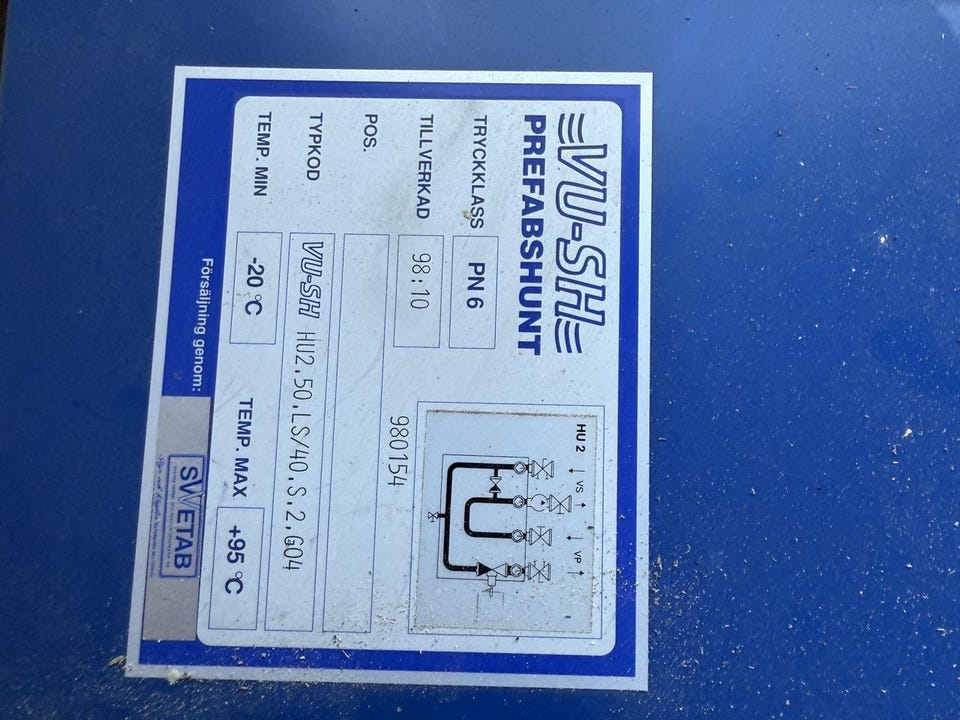 VU-SH
PREFABSHUNT
TRYCKKLASS PN 6
TILLVERKAD 98:10
980154
POS.
TYPKOD VU-SH HU2.50.LS/40.S.2.G04
TEMP. MIN -20 °C TEMP. MAX +95 °C
HU 2
VS
VP
Försäljning genom:
SWETAB